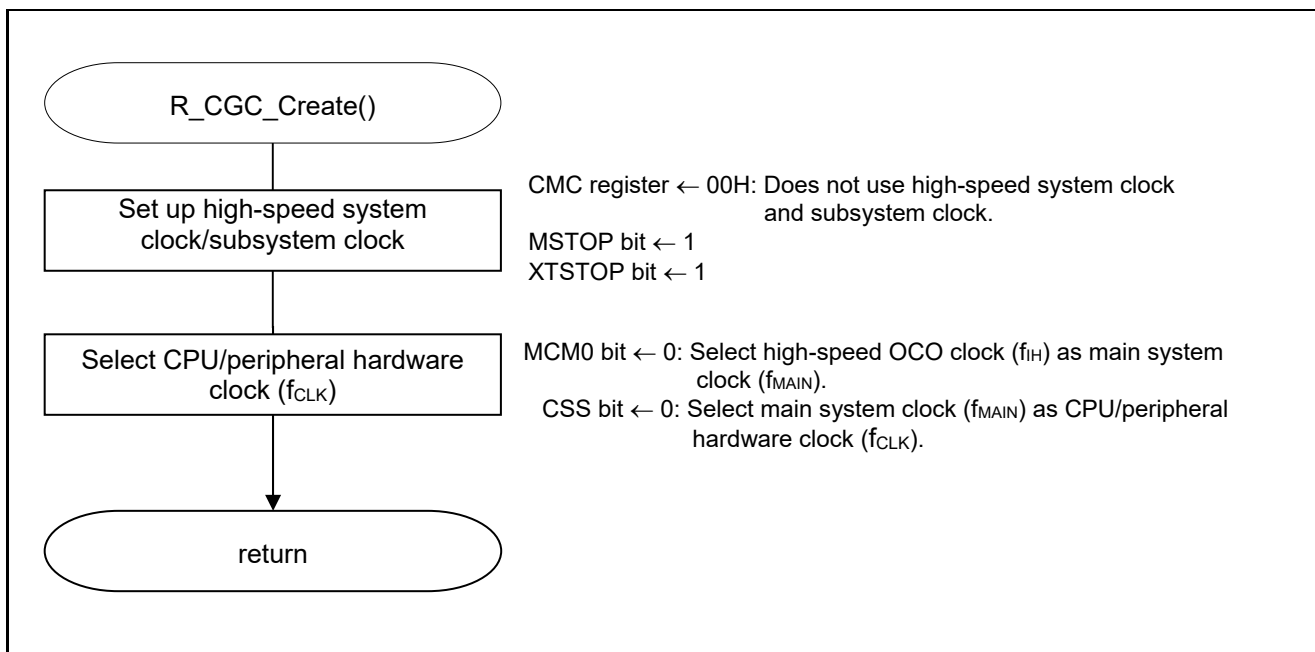 R_CGC_Create()
Set up high-speed system
clock/subsystem clock
CMC register ← 00H: Does not use high-speed system clock
and subsystem clock.
MSTOP bit ← 1
XTSTOP bit ← 1
Select CPU/peripheral hardware
clock (fCLK)
MCM0 bit ← 0: Select high-speed OCO clock (fIH) as main system
clock (fMAIN).
CSS bit ← 0: Select main system clock (fMAIN) as CPU/peripheral
hardware clock (fCLK).
return